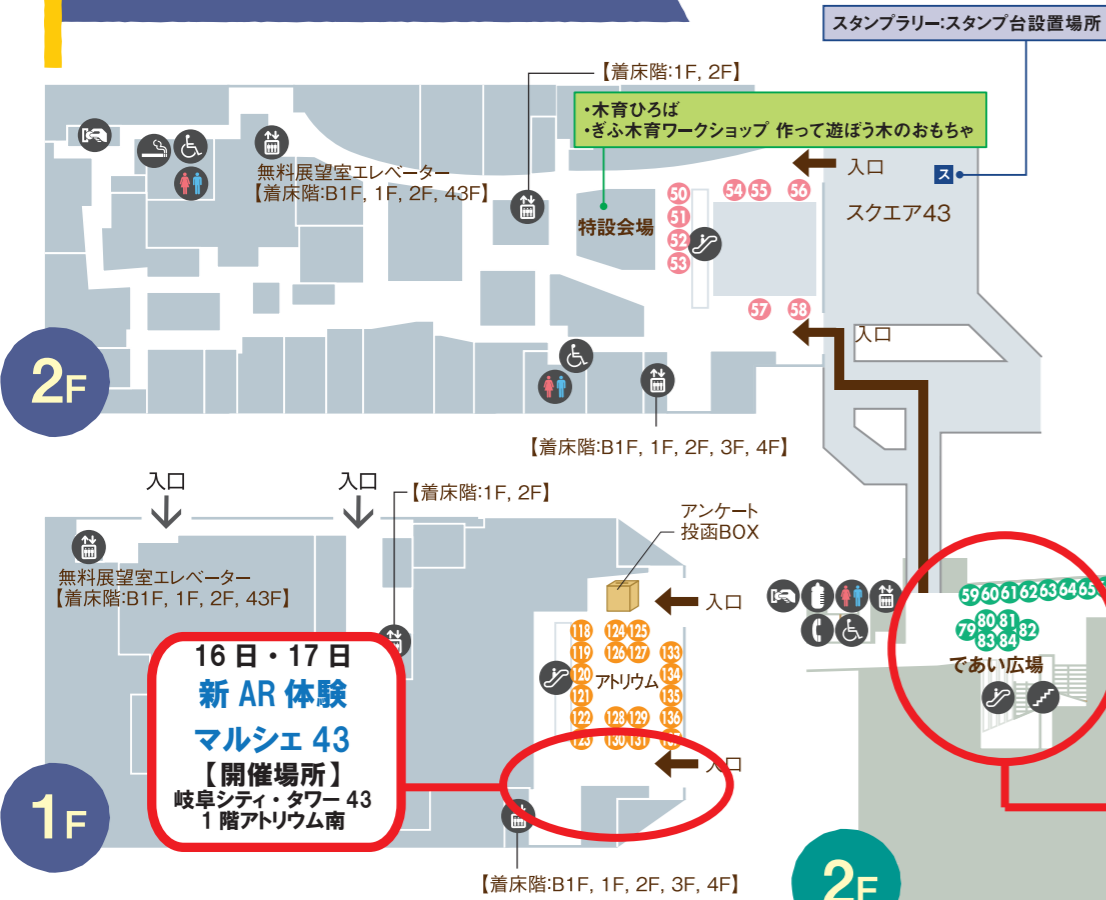 スタンプラリー:スタンプ台設置場所
【着床階:1F, 2F】
・木育ひろば
・ぎふ木育ワークショップ 作って遊ぼう木のおもちゃ
無料展望室エレベーター
【着床階:B1F, 1F, 2F, 43F】
入口
ス
スクエア43
特設会場
50
51
52
53
54 55 56
57 58
入口
2F
【着床階:B1F, 1F, 2F, 3F, 4F】
入口
入口
【着床階:1F, 2F】
アンケート
投函BOX
無料展望室エレベーター
【着床階:B1F, 1F, 2F, 43F】
入口
118 124 125
119 126 127 133
120 アトリウム 134
121 135
122 128 129 136
123 130 131
入口
16日・17日
新 AR 体験
マルシェ 43
【開催場所】
岐阜シティ・タワー 43
1 階アトリウム南
1F
【着床階:B1F, 1F, 2F, 3F, 4F】
59 60 61 62 63 64 65
79 80 81 82
83 84
であい広場
2F